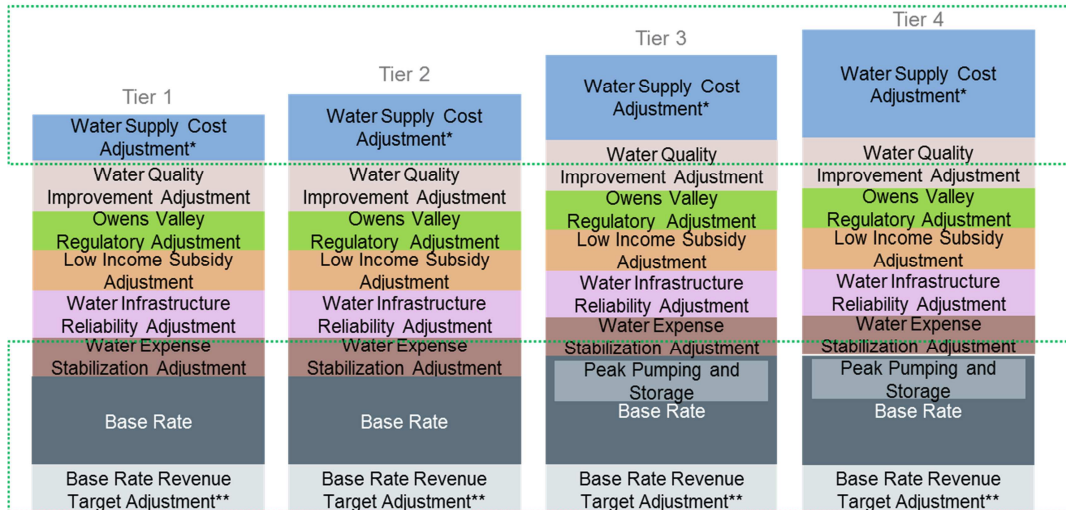 Tier 1
Water Supply Cost
Adjustment*
Water Quality
Improvement Adjustment
Owens Valley
Regulatory Adjustment
Low Income Subsidy
Adjustment
Water Infrastructure
Reliability Adjustment
Water Expense
Stabilization Adjustment
Base Rate
Base Rate Revenue
Target Adjustment**
Tier 2
Water Supply Cost
Adjustment*
Water Quality
Improvement Adjustment
Owens Valley
Regulatory Adjustment
Low Income Subsidy
Adjustment
Water Infrastructure
Reliability Adjustment
Water Expense
Stabilization Adjustment
Base Rate
Base Rate Revenue
Target Adjustment**
Tier 3
Water Supply Cost
Adjustment*
Water Quality
Improvement Adjustment
Owens Valley
Regulatory Adjustment
Low Income Subsidy
Adjustment
Water Infrastructure
Reliability Adjustment
Water Expense
Stabilization Adjustment
Peak Pumping and
Storage
Base Rate
Base Rate Revenue
Target Adjustment**
Tier 4
Water Supply Cost
Adjustment*
Water Quality
Improvement Adjustment
Owens Valley
Regulatory Adjustment
Low Income Subsidy
Adjustment
Water Infrastructure
Reliability Adjustment
Water Expense
Stabilization Adjustment
Peak Pumping and
Storage
Base Rate
Base Rate Revenue
Target Adjustment**